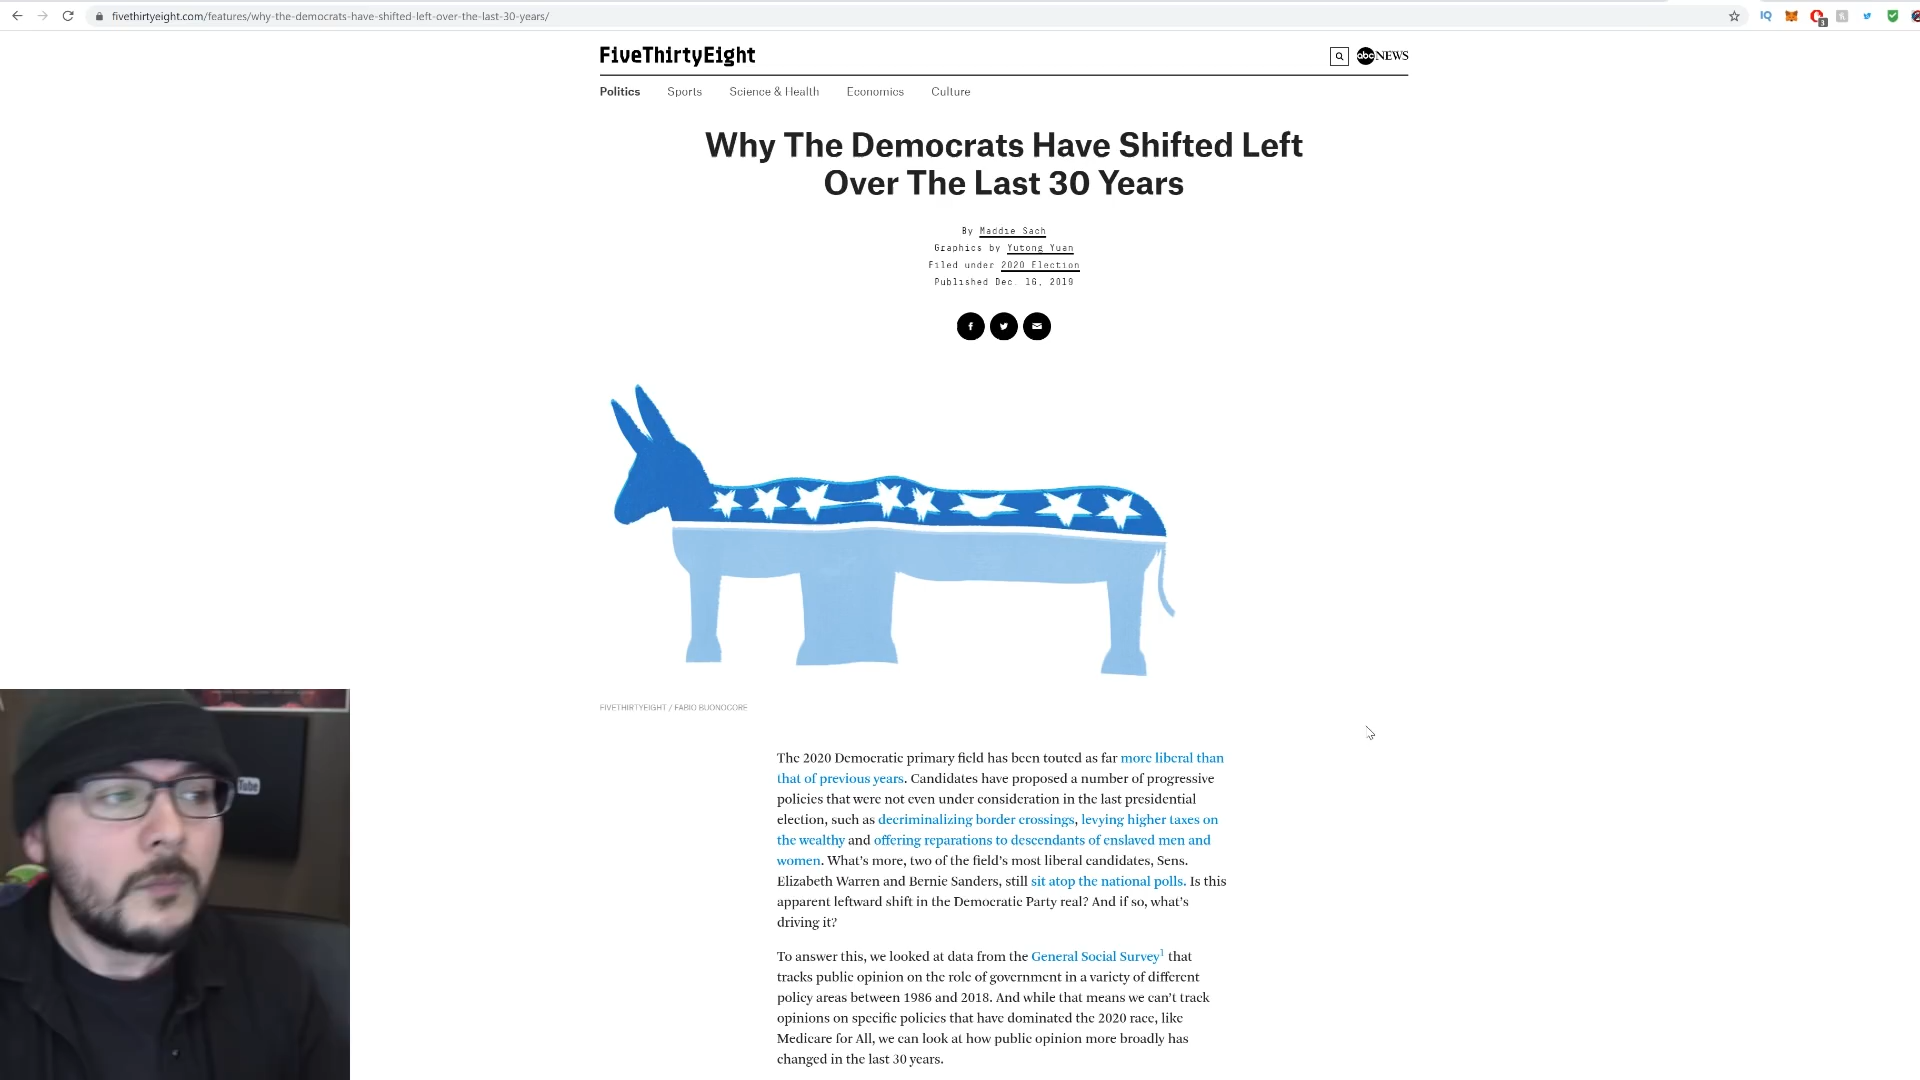 fivethirtyeight.com/features/why-the-democrats-have-shifted-left-over-the-last-30-years/
IQ
3
FiveThirtyEight
abc NEWS
Politics Sports Science & Health Economics Culture
Why The Democrats Have Shifted Left
Over The Last 30 Years
By Maddie Sach
Graphics by Yutong Yuan
Filed under 2020 Election
Published Dec. 16, 2019
FIVETHIRTYEIGHT / FABIO BUONOCORE
The 2020 Democratic primary field has been touted as far more liberal than
that of previous years. Candidates have proposed a number of progressive
policies that were not even under consideration in the last presidential
election, such as decriminalizing border crossings, levying higher taxes on
the wealthy and offering reparations to descendants of enslaved men and
women. What's more, two of the field's most liberal candidates, Sens.
Elizabeth Warren and Bernie Sanders, still sit atop the national polls. Is this
apparent leftward shift in the Democratic Party real? And if so, what's
driving it?
To answer this, we looked at data from the General Social Survey1 that
tracks public opinion on the role of government in a variety of different
policy areas between 1986 and 2018. And while that means we can't track
opinions on specific policies that have dominated the 2020 race, like
Medicare for All, we can look at how public opinion more broadly has
changed in the last 30 years.
Tube